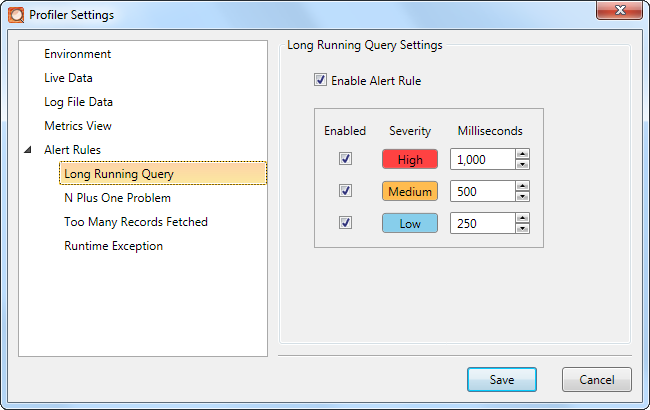 Profiler Settings
Environment
Live Data
Log File Data
Metrics View
Alert Rules
Long Running Query
N Plus One Problem
Too Many Records Fetched
Runtime Exception
Long Running Query Settings
Enable Alert Rule
Enabled Severity Milliseconds
High 1,000
Medium 500
Low 250
Save Cancel